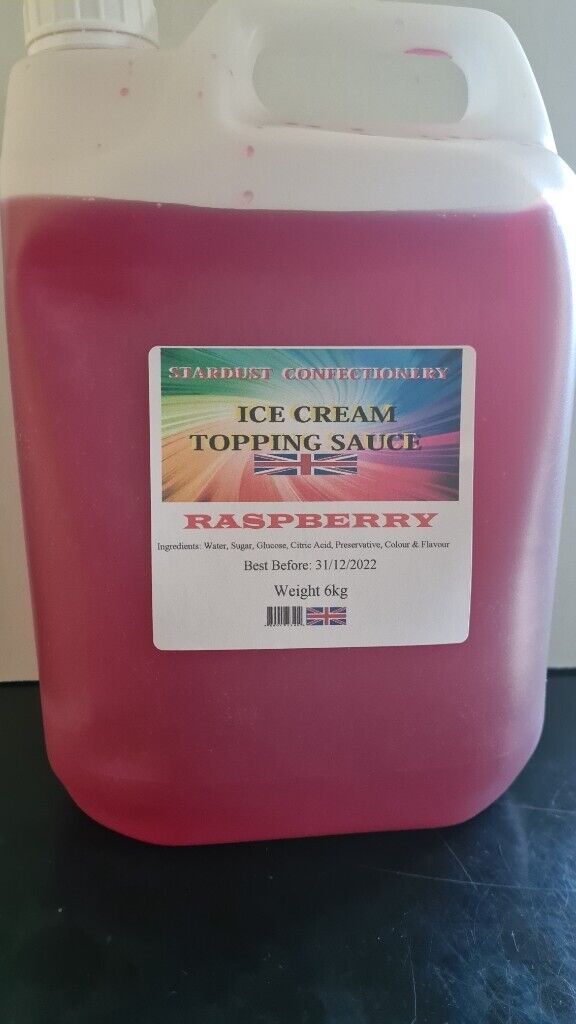 STARDUST CONFECTIONERY
ICE CREAM
TOPPING SAUCE
RASPBERRY
Ingredients: Water, Sugar, Glucose, Citric Acid, Preservative, Colour & Flavour
Best Before: 31/12/2022
Weight 6kg